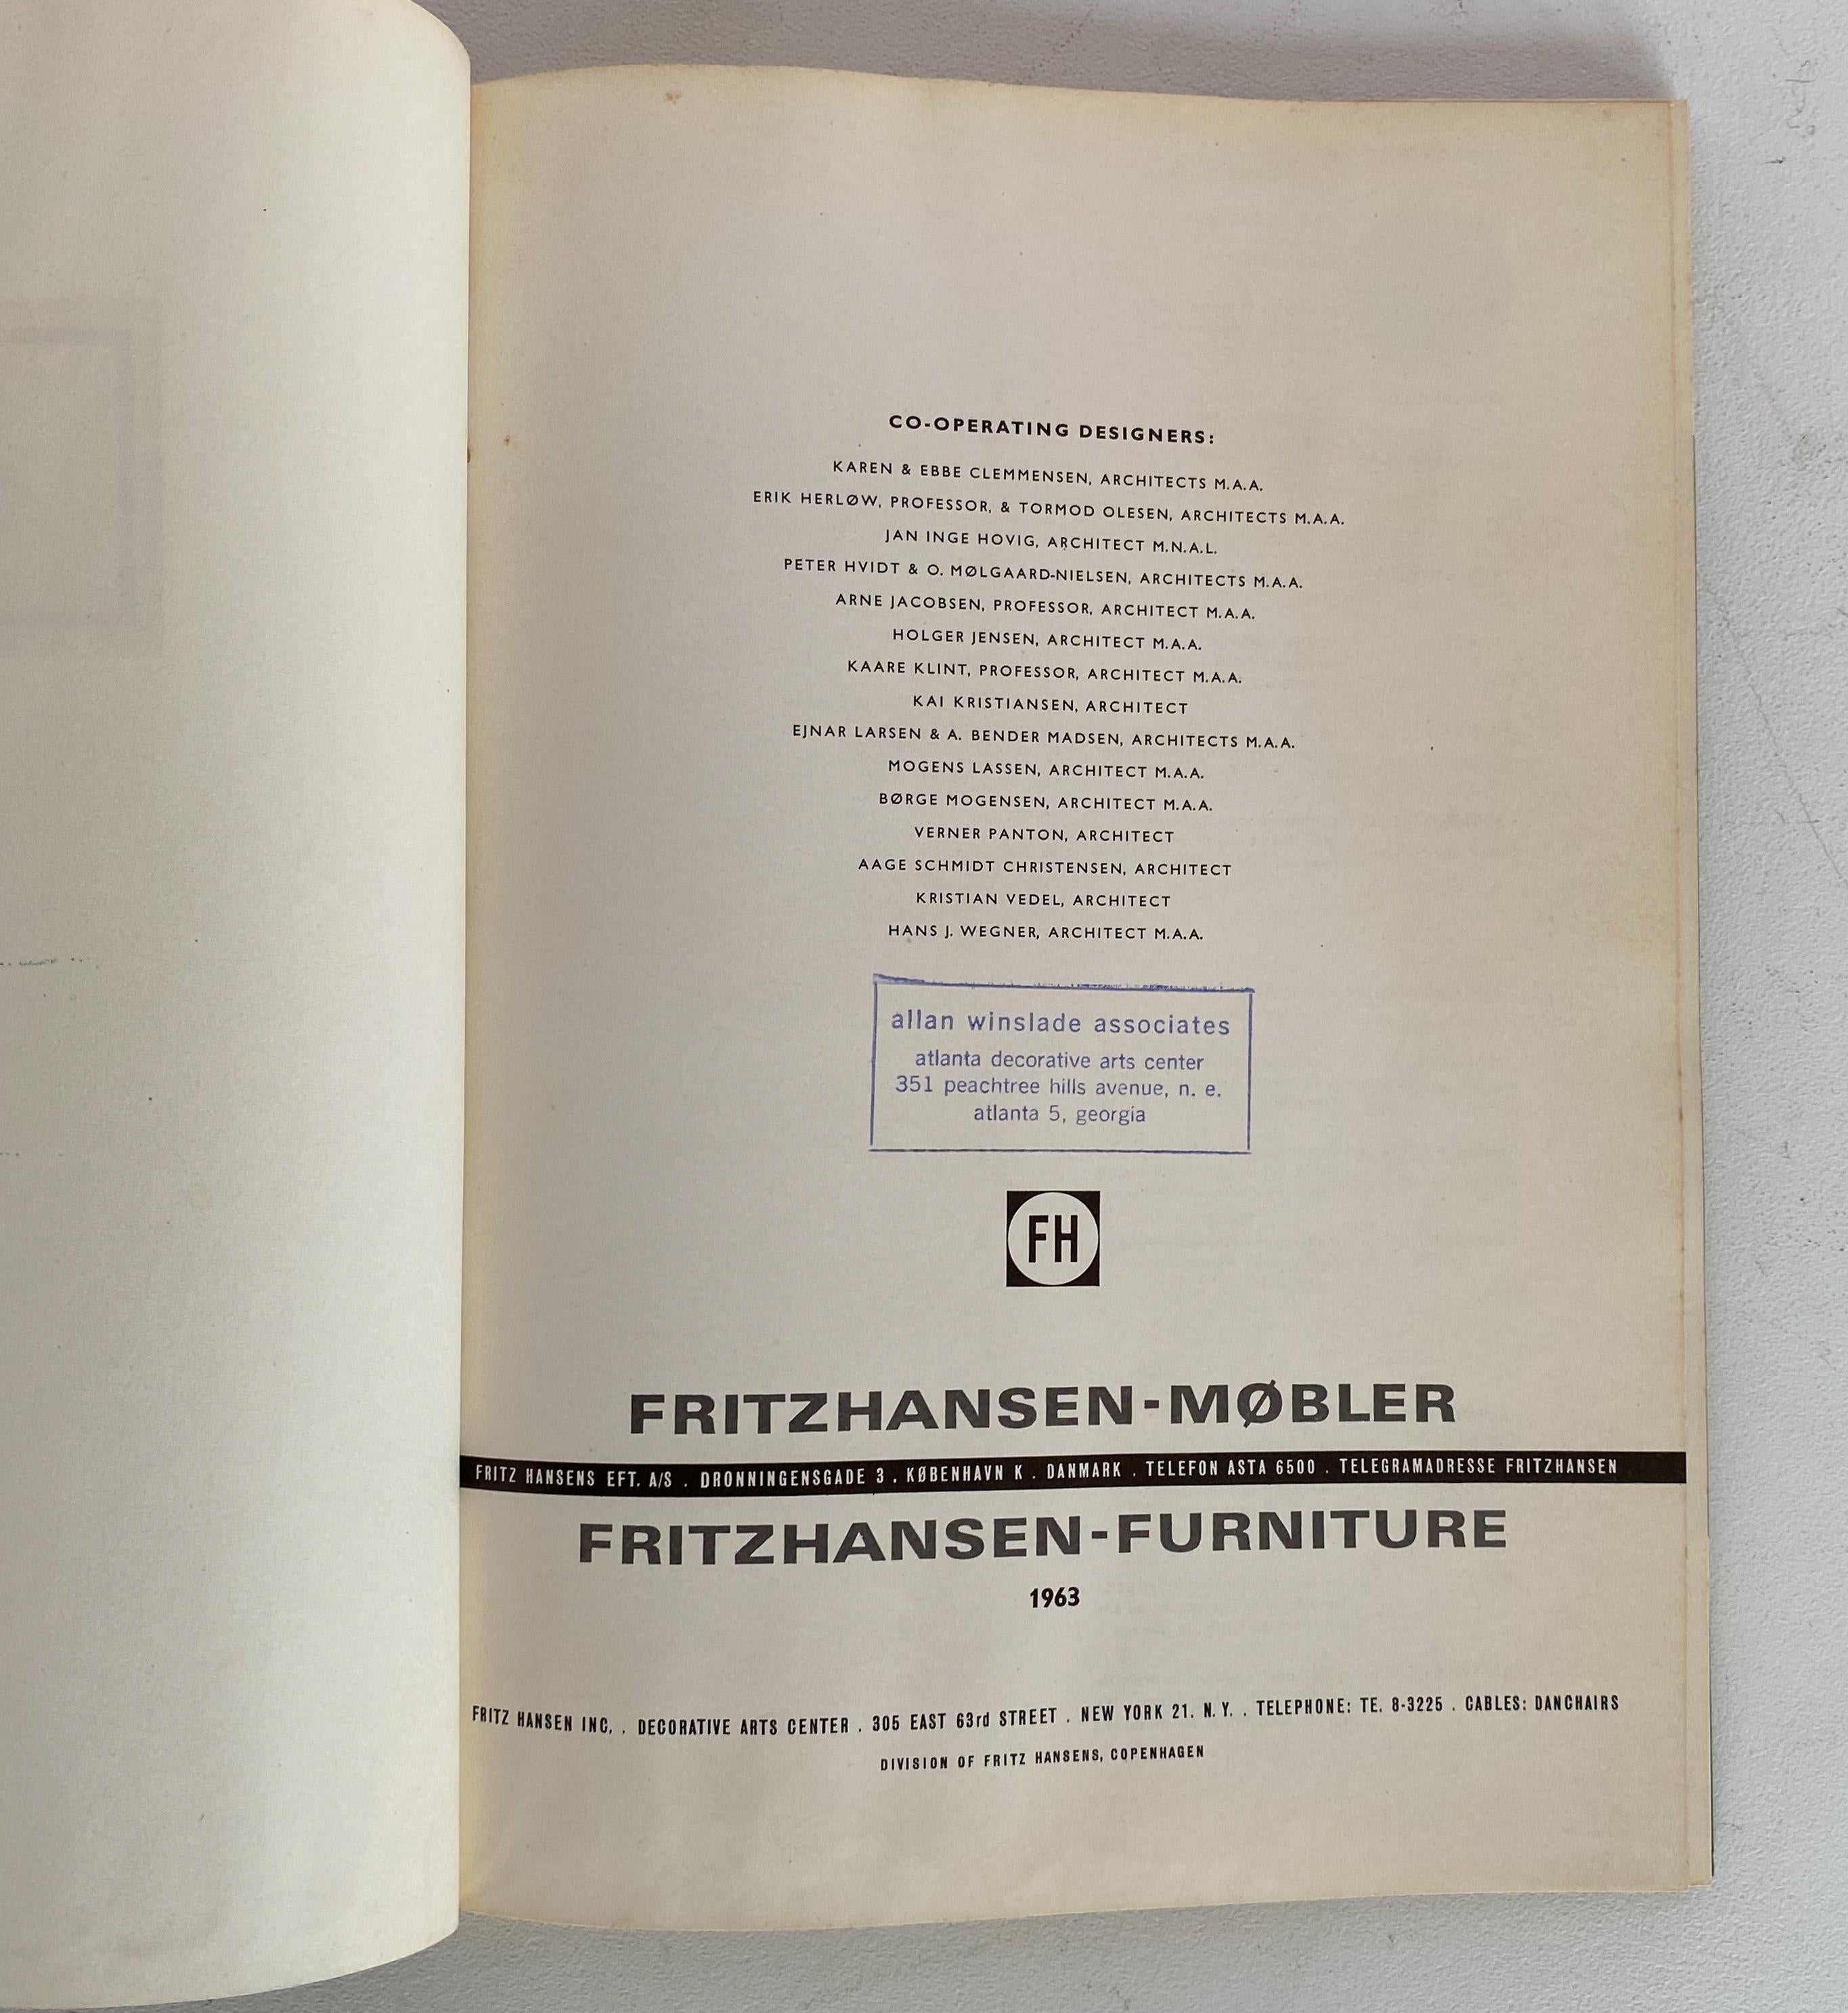 CO-OPERATING DESIGNERS:
KAREN & EBBE CLEMMENSEN, ARCHITECTS M.A.A.
ERIK HERLØW, PROFESSOR, & TORMOD OLESEN, ARCHITECTS M.A.A.
JAN INGE HOVIG, ARCHITECT M.N.A.L.
PETER HVIDT & O. MØLGAARD-NIELSEN, ARCHITECTS M.A.A.
ARNE JACOBSEN, PROFESSOR, ARCHITECT M.A.A.
HOLGER JENSEN, ARCHITECT M.A.A.
KAARE KLINT, PROFESSOR, ARCHITECT M.A.A.
KAI KRISTIANSEN, ARCHITECT
EJNAR LARSEN & A. BENDER MADSEN, ARCHITECTS M.A.A.
MOGENS LASSEN, ARCHITECT M.A.A.
BØRGE MOGENSEN, ARCHITECT M.A.A.
VERNER PANTON, ARCHITECT
AAGE SCHMIDT CHRISTENSEN, ARCHITECT
KRISTIAN VEDEL, ARCHITECT
HANS J. WEGNER, ARCHITECT M.A.A.
allan winslade associates
atlanta decorative arts center
351 peachtree hills avenue, n. e.
atlanta 5, georgia
FH
FRITZHANSEN-MØBLER
FRITZ HANSENS EFT. A/S . DRONNINGENSGADE 3 . KØBENHAVN K . DANMARK . TELEFON ASTA 6500 . TELEGRAMADRESSE FRITZHANSEN
FRITZHANSEN-FURNITURE
1963
FRITZ HANSEN INC. . DECORATIVE ARTS CENTER . 305 EAST 63rd STREET . NEW YORK 21. N.Y. . TELEPHONE: TE. 8-3225 . CABLES: DANCHAIRS
DIVISION OF FRITZ HANSENS, COPENHAGEN